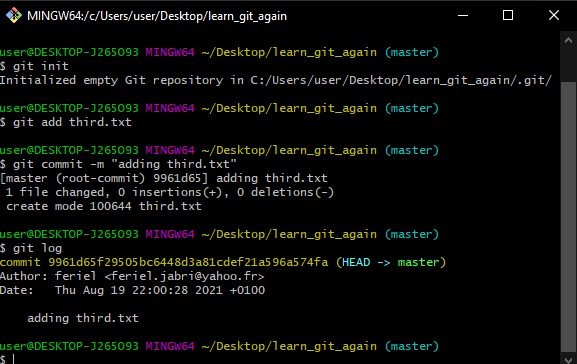 MINGW64:/c/Users/user/Desktop/learn_git_again
user@DESKTOP-J265O93 MINGW64 ~/Desktop/learn_git_again (master)
$ git init
Initialized empty Git repository in C:/Users/user/Desktop/learn_git_again/.git/
user@DESKTOP-J265O93 MINGW64 ~/Desktop/learn_git_again (master)
$ git add third.txt
user@DESKTOP-J265O93 MINGW64 ~/Desktop/learn_git_again (master)
$ git commit -m "adding third.txt"
[master (root-commit) 9961d65] adding third.txt
 1 file changed, 0 insertions(+), 0 deletions(-)
 create mode 100644 third.txt
user@DESKTOP-J265O93 MINGW64 ~/Desktop/learn_git_again (master)
$ git log
commit 9961d65f29505bc6448d3a81cdef21a596a574fa (HEAD -> master)
Author: feriel <feriel.jabri@yahoo.fr>
Date:   Thu Aug 19 22:00:28 2021 +0100
    adding third.txt
user@DESKTOP-J265O93 MINGW64 ~/Desktop/learn_git_again (master)
$